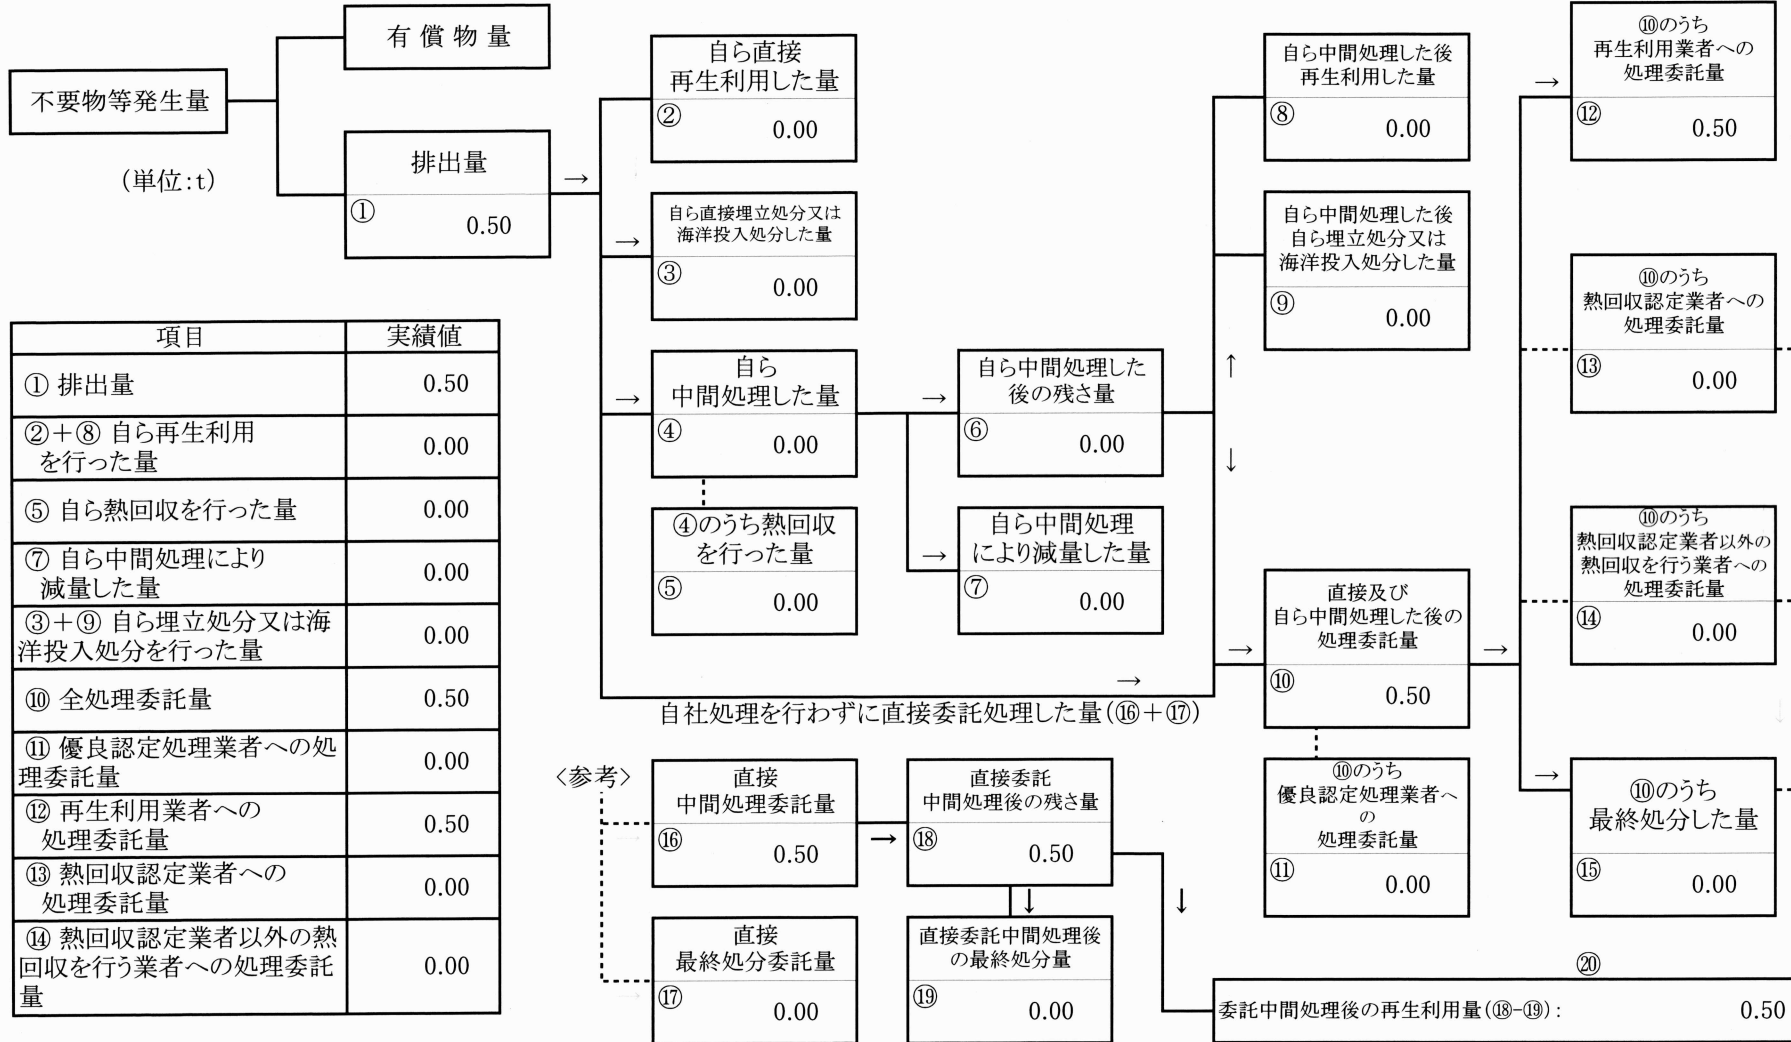 有 償 物 量
不要物等発生量
(単位:t)
排出量
①
0.50
→
自ら直接
再生利用した量
②
0.00
→
自ら直接埋立処分又は
海洋投入処分した量
③
0.00
→
自ら
中間処理した量
④
0.00
④のうち熱回収
を行った量
⑤
0.00
→
自ら中間処理した
後の残さ量
⑥
0.00
→
自ら中間処理
により減量した量
⑦
0.00
↑
↓
自ら中間処理した後
再生利用した量
⑧
0.00
自ら中間処理した後
自ら埋立処分又は
海洋投入処分した量
⑨
0.00
→
自社処理を行わずに直接委託処理した量(⑯+⑰)
→
直接及び
自ら中間処理した後の
処理委託量
⑩
0.50
→
⑩のうち
優良認定処理業者へ
の
処理委託量
⑪
0.00
→
⑩のうち
再生利用業者への
処理委託量
⑫
0.50
⑩のうち
熱回収認定業者への
処理委託量
⑬
0.00
⑩のうち
熱回収認定業者以外の
熱回収を行う業者への
処理委託量
⑭
0.00
→
⑩のうち
最終処分した量
⑮
0.00
項目 実績値
① 排出量 0.50
②+⑧ 自ら再生利用
を行った量 0.00
⑤ 自ら熱回収を行った量 0.00
⑦ 自ら中間処理により
減量した量 0.00
③+⑨ 自ら埋立処分又は海
洋投入処分を行った量 0.00
⑩ 全処理委託量 0.50
⑪ 優良認定処理業者への処
理委託量 0.00
⑫ 再生利用業者への
処理委託量 0.50
⑬ 熱回収認定業者への
処理委託量 0.00
⑭ 熱回収認定業者以外の熱
回収を行う業者への処理委託
量 0.00
<参考>
直接
中間処理委託量
⑯
0.50
→
直接委託
中間処理後の残さ量
⑱
0.50
↓
↓
直接
最終処分委託量
⑰
0.00
直接委託中間処理後
の最終処分量
⑲
0.00
⑳
委託中間処理後の再生利用量(⑱-⑲): 0.50